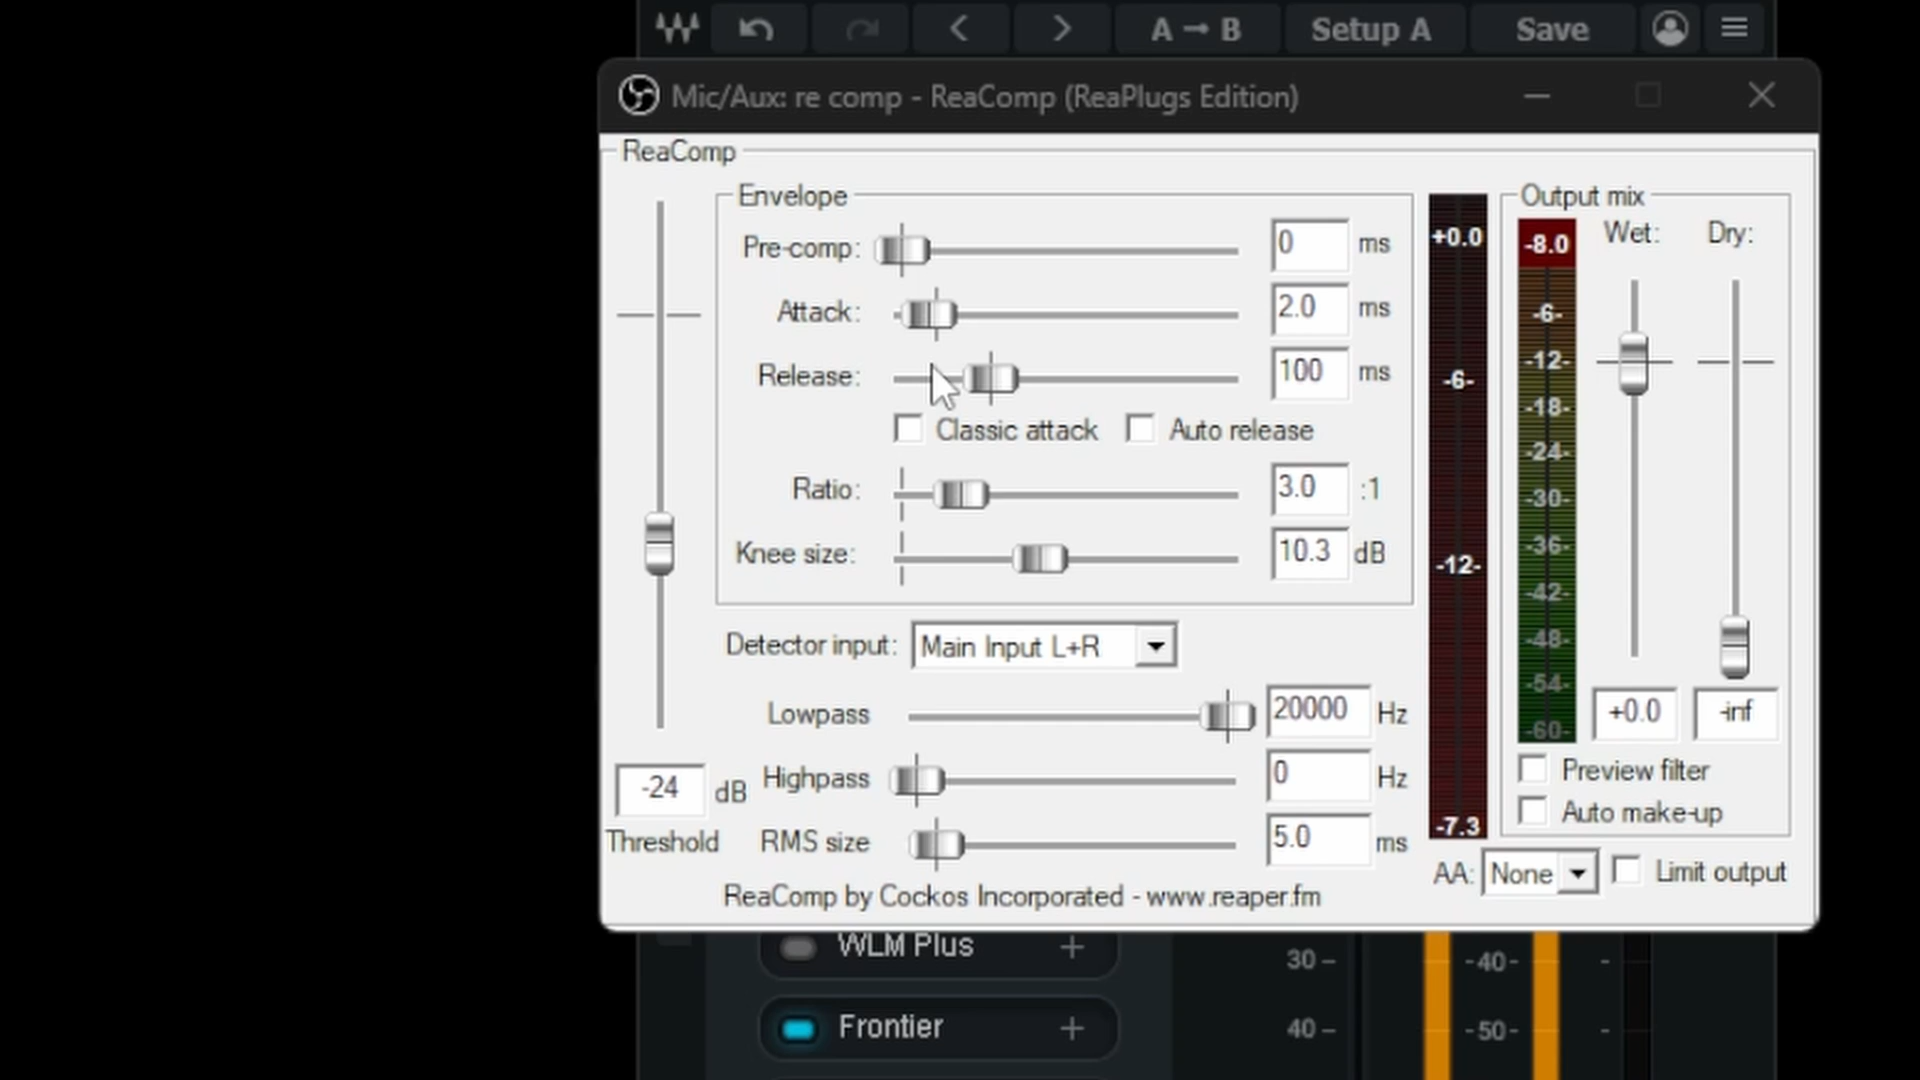 A → B
Setup A
Save
Mic/Aux: re comp - ReaComp (ReaPlugs Edition)
ReaComp
Envelope
Pre-comp: 0 ms
Attack: 2.0 ms
Release: 100 ms
Classic attack
Auto release
Ratio: 3.0 :1
Knee size: 10.3 dB
Detector input: Main Input L+R
Lowpass 20000 Hz
Highpass 0 Hz
RMS size 5.0 ms
-24 dB
Threshold
ReaComp by Cockos Incorporated - www.reaper.fm
+0.0
-6-
-12-
-7.3
Output mix
Wet:
Dry:
-8.0
-6-
-12-
-18-
-24-
-30-
-36-
-42-
-48-
-54-
-60-
+0.0
-inf
Preview filter
Auto make-up
AA: None
Limit output
WLM Plus +
Frontier +
30 –
40 –
-40-
-50-